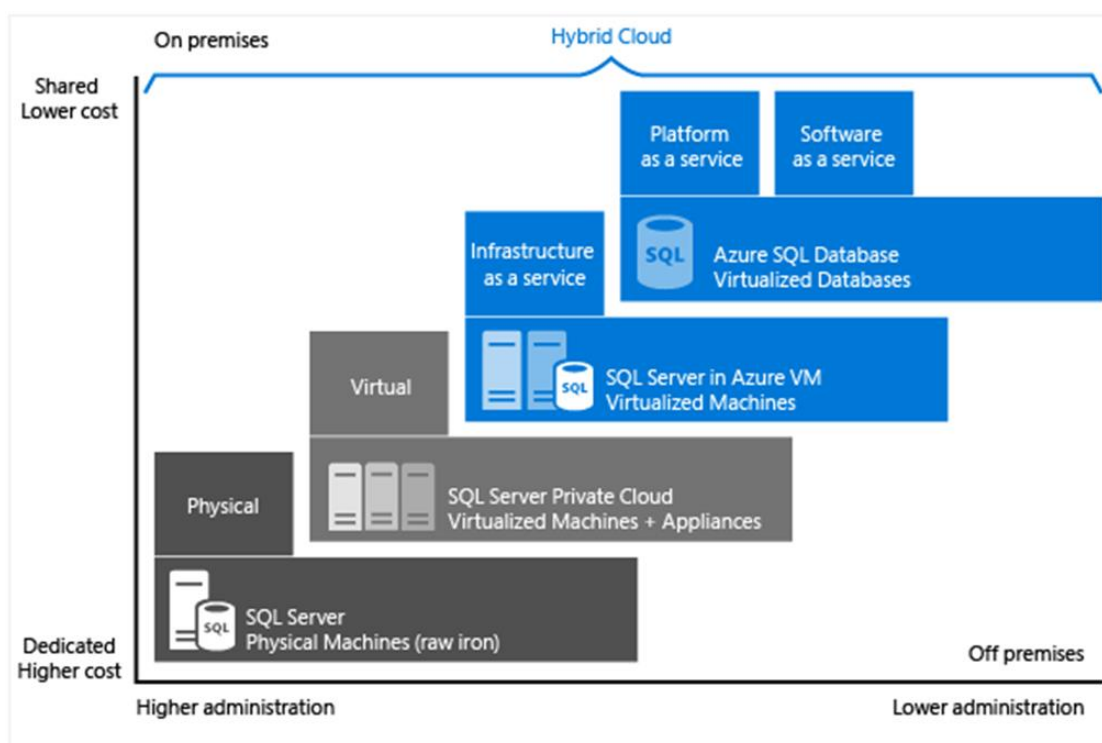 On premises
Hybrid Cloud
Shared
Lower cost
Platform
as a service
Software
as a service
SQL
Azure SQL Database
Virtualized Databases
Infrastructure
as a service
SQL
SQL Server in Azure VM
Virtualized Machines
Virtual
SQL Server Private Cloud
Virtualized Machines + Appliances
Physical
SQL
SQL Server
Physical Machines (raw iron)
Dedicated
Higher cost
Off premises
Higher administration
Lower administration